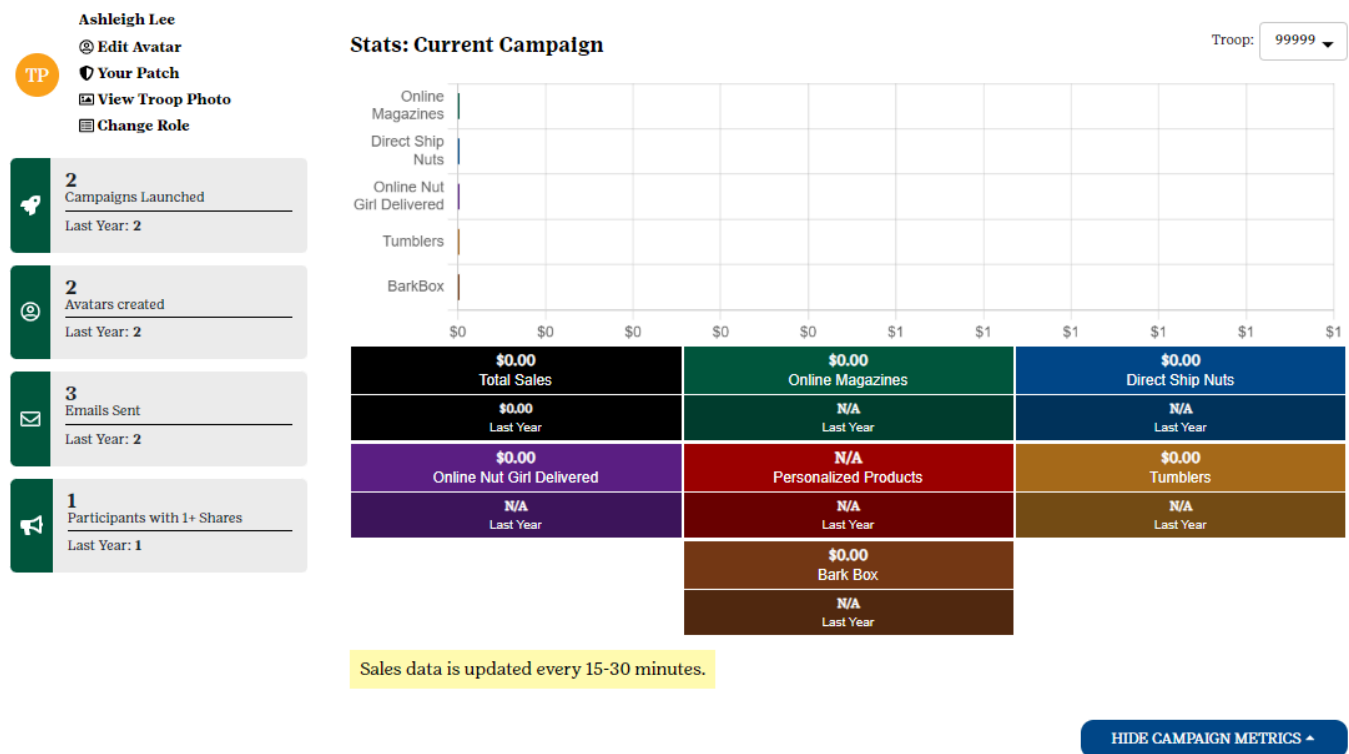 Ashleigh Lee
Edit Avatar
TP
Your Patch
View Troop Photo
Change Role
2
Campaigns Launched
Last Year: 2
2
Avatars created
Last Year: 2
3
Emails Sent
Last Year: 2
1
Participants with 1+ Shares
Last Year: 1
Stats: Current Campaign
Troop: 99999
Online
Magazines
Direct Ship
Nuts
Online Nut
Girl Delivered
Tumblers
BarkBox
$0 $0 $0 $0 $0 $1 $1 $1 $1 $1 $1
$0.00 $0.00 $0.00
Total Sales Online Magazines Direct Ship Nuts
$0.00 N/A N/A
Last Year Last Year Last Year
$0.00 N/A $0.00
Online Nut Girl Delivered Personalized Products Tumblers
N/A N/A N/A
Last Year Last Year Last Year
$0.00
Bark Box
N/A
Last Year
Sales data is updated every 15-30 minutes.
HIDE CAMPAIGN METRICS